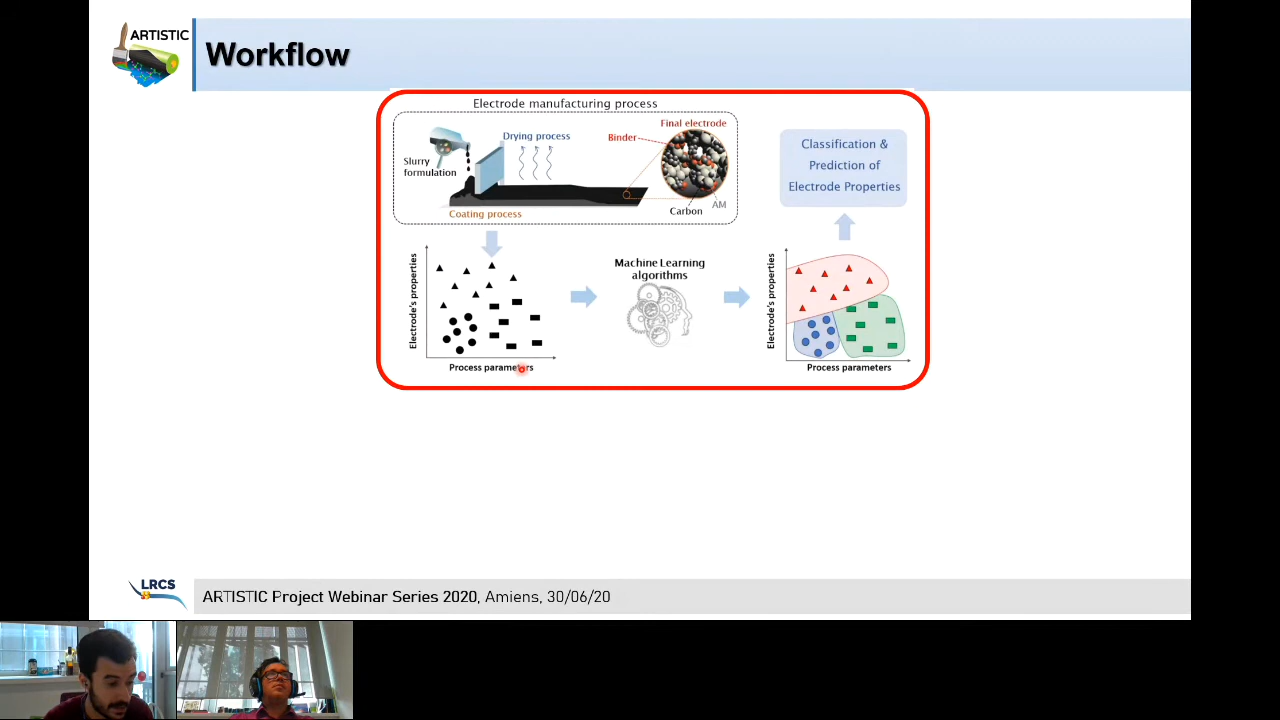 ARTISTIC
Workflow
Electrode manufacturing process
Slurry
formulation
Drying process
Coating process
Final electrode
Binder
AM
Carbon
Classification &
Prediction of
Electrode Properties
Electrode's properties
Process parameters
Machine Learning
algorithms
Electrode's properties
Process parameters
LRCS
ARTISTIC Project Webinar Series 2020, Amiens, 30/06/20